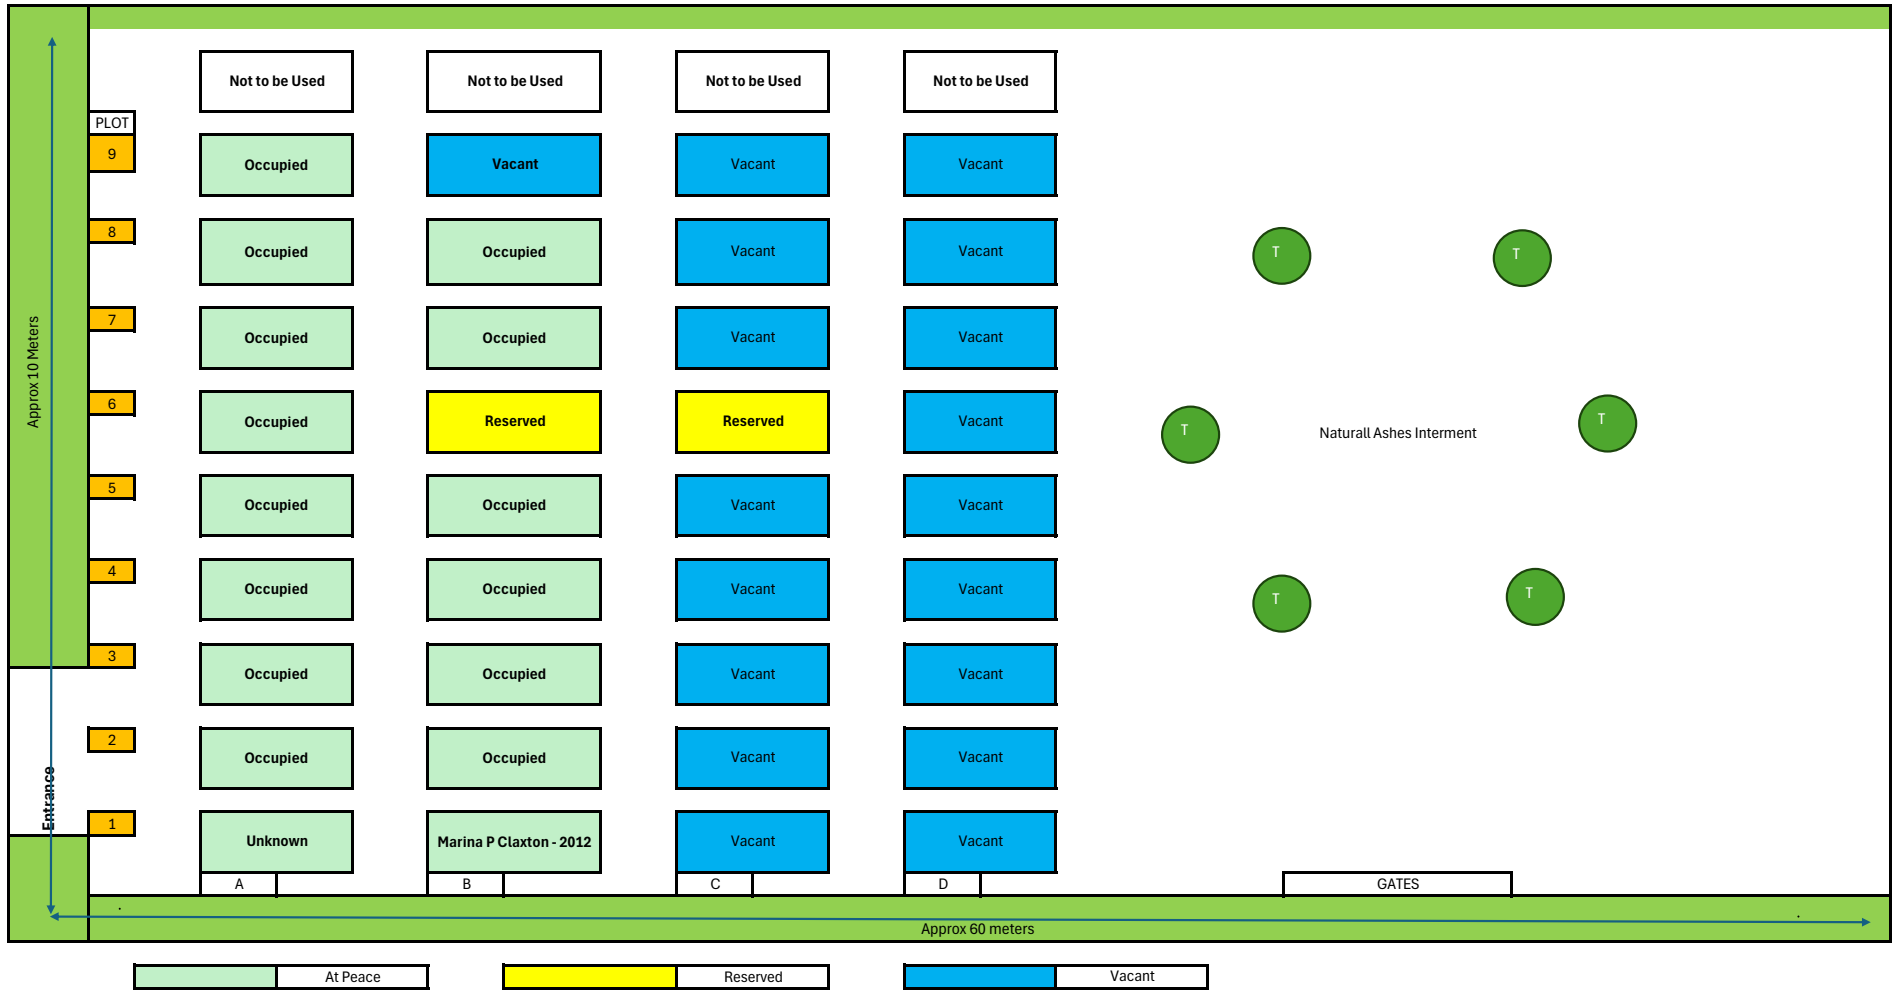 Not to be Used Not to be Used Not to be Used Not to be Used
PLOT
9 Occupied Vacant Vacant Vacant
8 Occupied Occupied Vacant Vacant
T T
7 Occupied Occupied Vacant Vacant
Approx 10 Meters
6 Occupied Reserved Reserved Vacant
T Naturall Ashes Interment T
5 Occupied Occupied Vacant Vacant
4 Occupied Occupied Vacant Vacant
T T
3 Occupied Occupied Vacant Vacant
2 Occupied Occupied Vacant Vacant
Entrance
1 Unknown Marina P Claxton - 2012 Vacant Vacant
A B C D GATES
. .
Approx 60 meters
At Peace Reserved Vacant